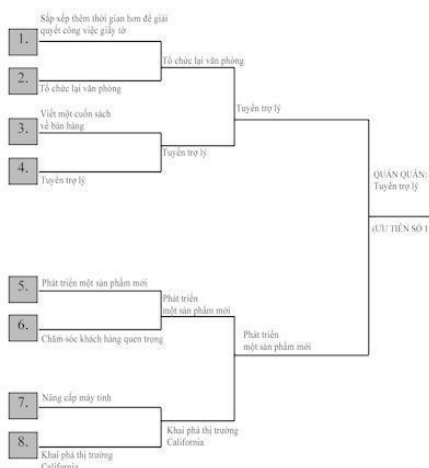 Sắp xếp thêm thời gian hơn để giải
1. quyết công việc giấy tờ
Tổ chức lại văn phòng
2.
Tổ chức lại văn phòng
Tuyển trợ lý
Viết một cuốn sách
3. về bán hàng
Tuyển trợ lý
4.
Tuyển trợ lý
QUÁN QUÂN:
Tuyển trợ lý
(ƯU TIÊN SỐ 1
5. Phát triển một sản phẩm mới
Phát triển
một sản phẩm mới
6.
Chăm sóc khách hàng quen trọng
Phát triển
một sản phẩm mới
7. Nâng cấp máy tính
Khai phá thị trường
California
8.
Khai phá thị trường
California